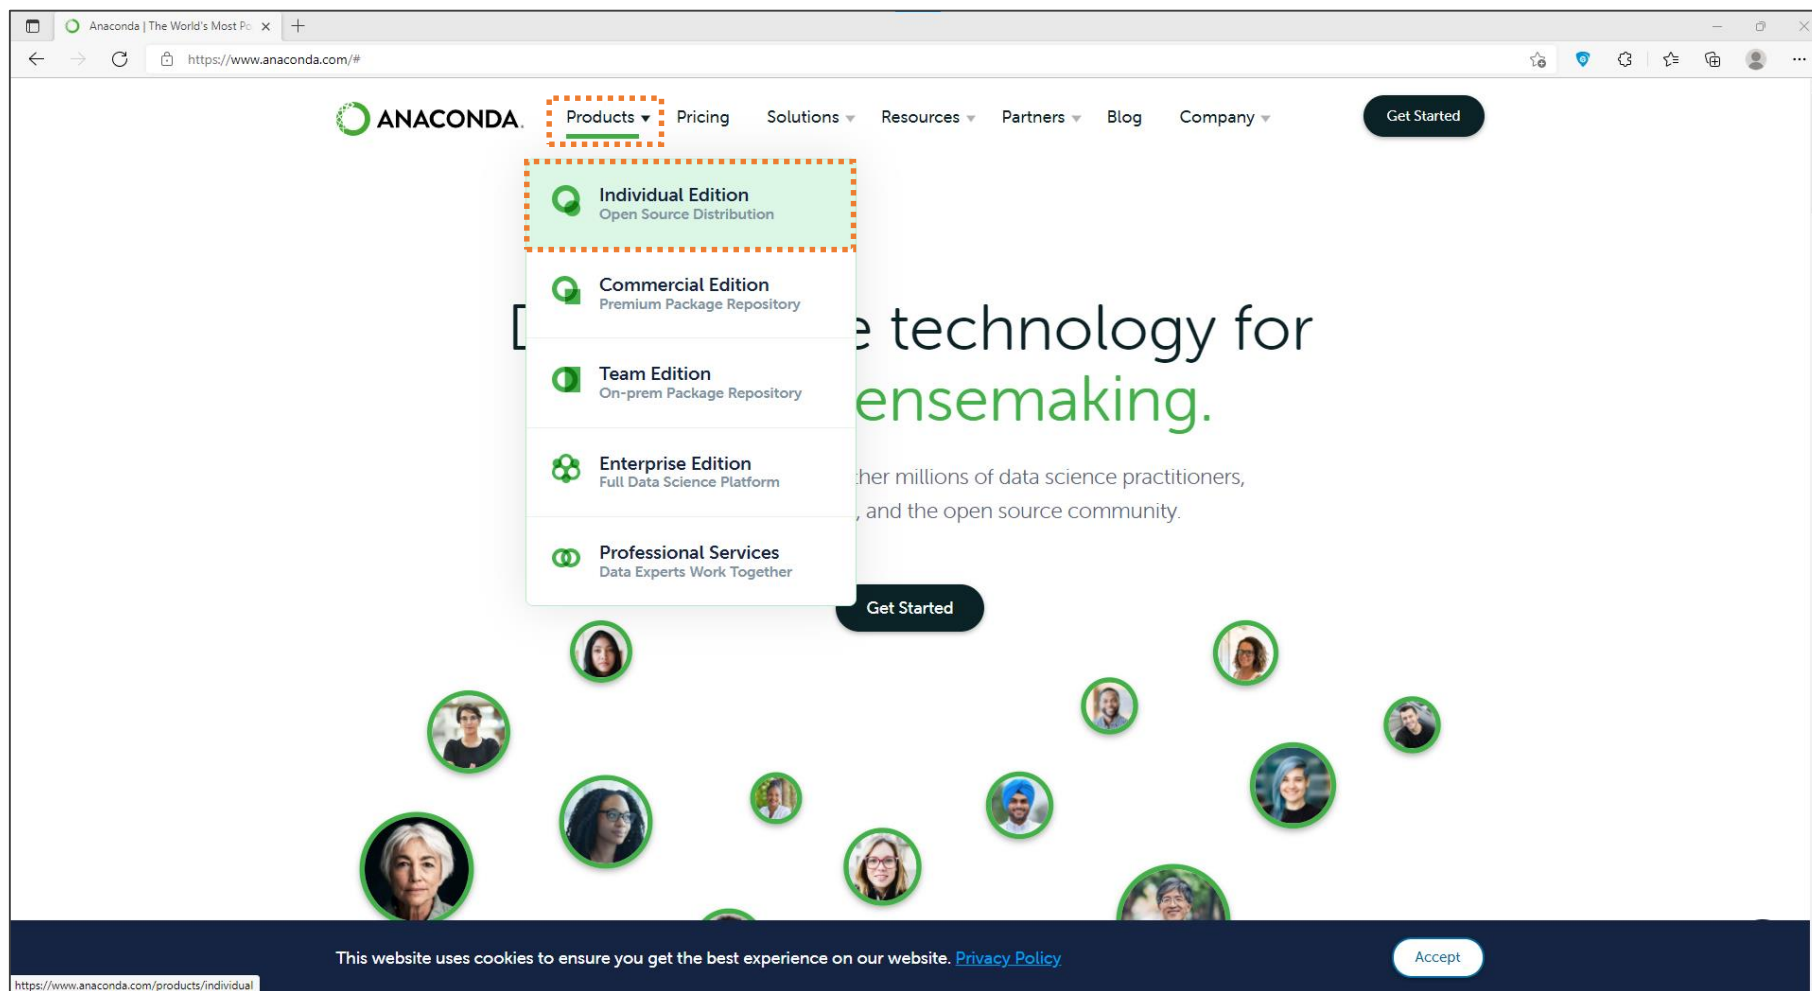 Anaconda | The World's Most Po
https://www.anaconda.com/#
ANACONDA.
Products
Pricing
Solutions
Resources
Partners
Blog
Company
Get Started
Individual Edition
Open Source Distribution
Commercial Edition
Premium Package Repository
Team Edition
On-prem Package Repository
Enterprise Edition
Full Data Science Platform
Professional Services
Data Experts Work Together
technology for
ensemaking.
her millions of data science practitioners,
, and the open source community.
Get Started
This website uses cookies to ensure you get the best experience on our website. Privacy Policy
Accept
https://www.anaconda.com/products/individual